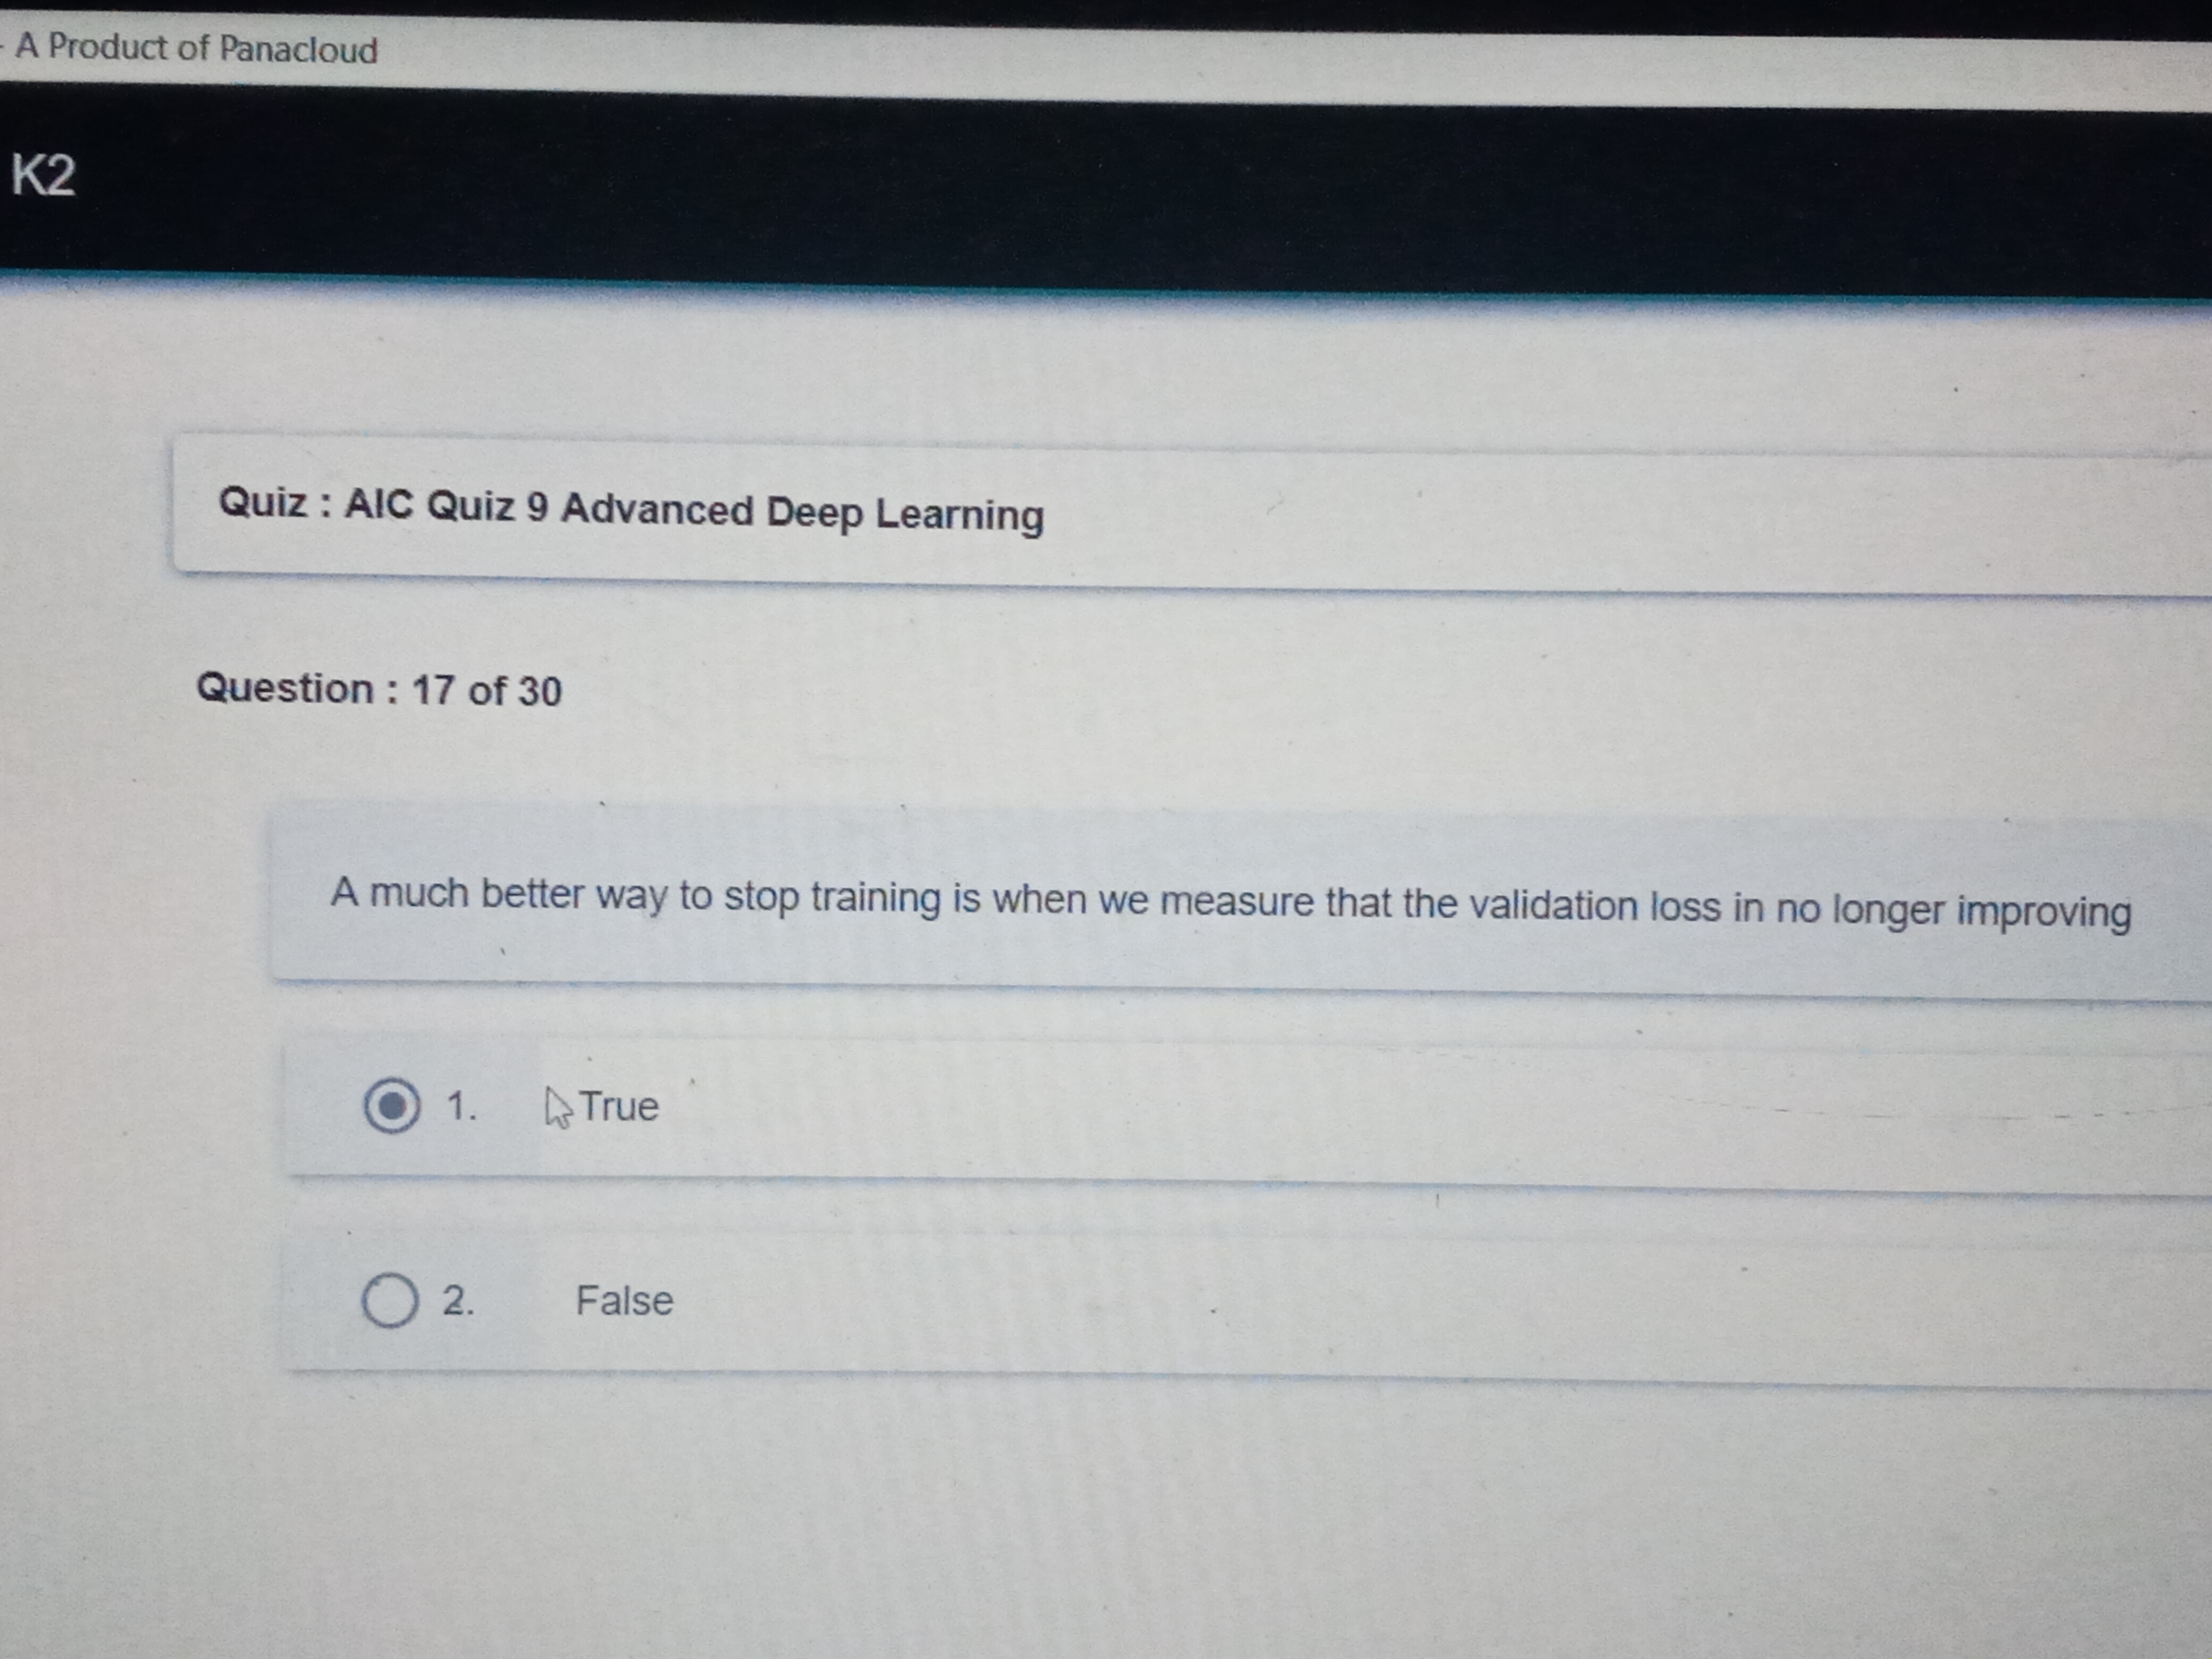 - A Product of Panacloud
K2
Quiz : AIC Quiz 9 Advanced Deep Learning
Question : 17 of 30
A much better way to stop training is when we measure that the validation loss in no longer improving
1. True
2. False